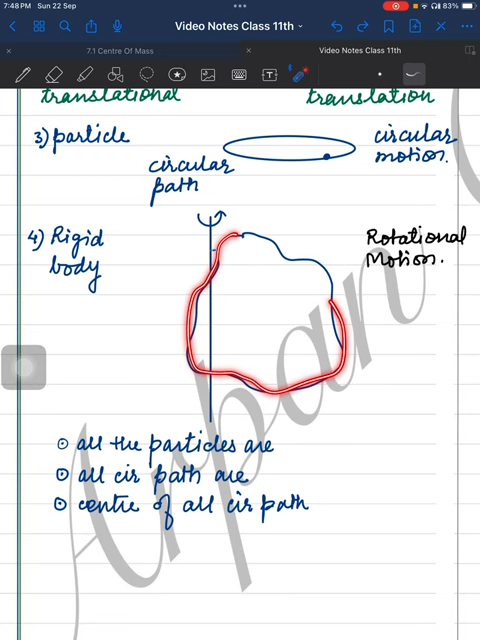 7:48 PM Sun 22 Sep
83%
Video Notes Class 11th
7.1 Centre Of Mass
Video Notes Class 11th
translational translation
3) particle circular motion.
circular path
4) Rigid body Rotational Motion.
⊙ all the particles are
⊙ all cir path are
⊙ centre of all cir path
Arpan